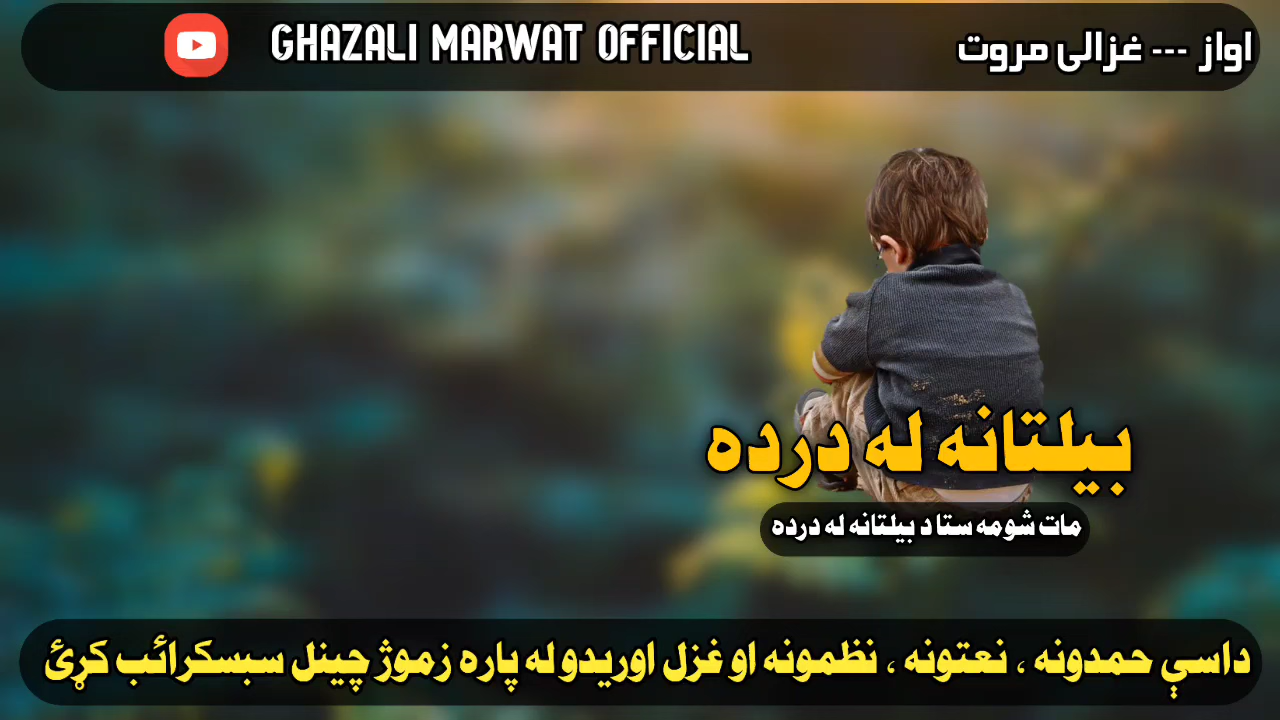 GHAZALI MARWAT OFFICIAL
اواز --- غزالی مروت
بیلتانه له درده
مات شومه ستا د بیلتانه له درده
داسې حمدونه ، نعتونه ، نظمونه او غزل اوریدو له پاره زموږ چینل سبسکرائب کړئ